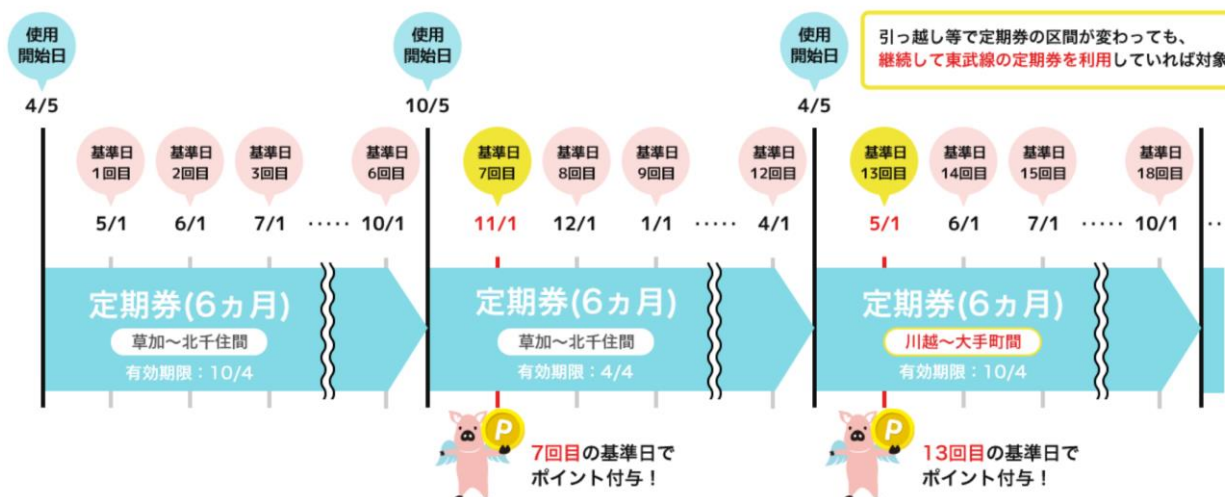 使用
開始日
4/5
使用
開始日
10/5
使用
開始日
4/5
引っ越し等で定期券の区間が変わっても、
継続して東武線の定期券を利用していれば対象
基準日
1回目
5/1
基準日
2回目
6/1
基準日
3回目
7/1
‥‥‥
基準日
6回目
10/1
基準日
7回目
11/1
基準日
8回目
12/1
基準日
9回目
1/1
‥‥‥
基準日
12回目
4/1
基準日
13回目
5/1
基準日
14回目
6/1
基準日
15回目
7/1
‥‥‥
基準日
18回目
10/1
定期券(6ヵ月)
草加〜北千住間
有効期限：10/4
定期券(6ヵ月)
草加〜北千住間
有効期限：4/4
定期券(6ヵ月)
川越〜大手町間
有効期限：10/4
P
7回目の基準日で
ポイント付与！
P
13回目の基準日で
ポイント付与！